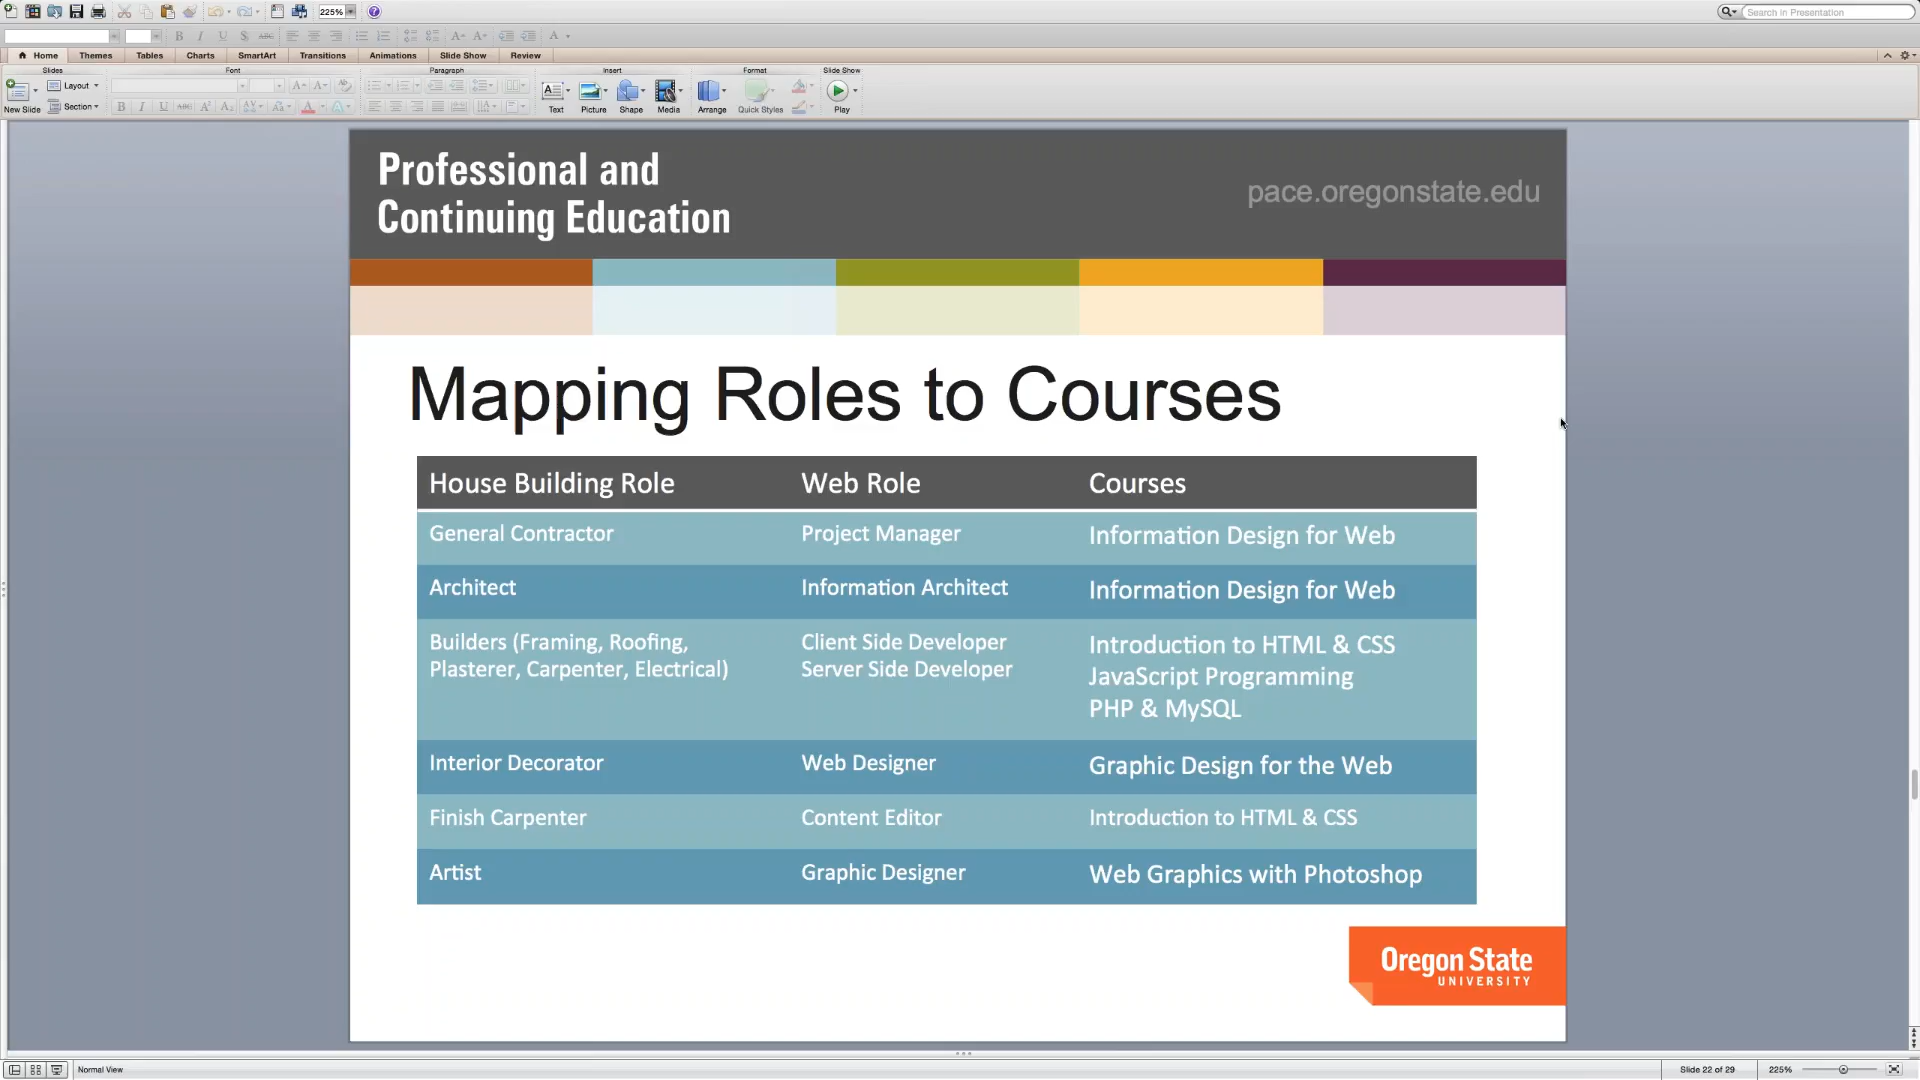 225%
Search in Presentation
Home Themes Tables Charts SmartArt Transitions Animations Slide Show Review
Slides Font Paragraph Insert Format Slide Show
Layout
Section
New Slide Text Picture Shape Media Arrange Quick Styles Play
Professional and
Continuing Education
pace.oregonstate.edu
Mapping Roles to Courses
House Building Role Web Role Courses
General Contractor Project Manager Information Design for Web
Architect Information Architect Information Design for Web
Builders (Framing, Roofing, Client Side Developer Introduction to HTML & CSS
Plasterer, Carpenter, Electrical) Server Side Developer JavaScript Programming
PHP & MySQL
Interior Decorator Web Designer Graphic Design for the Web
Finish Carpenter Content Editor Introduction to HTML & CSS
Artist Graphic Designer Web Graphics with Photoshop
Oregon State
UNIVERSITY
Normal View Slide 22 of 29 225%